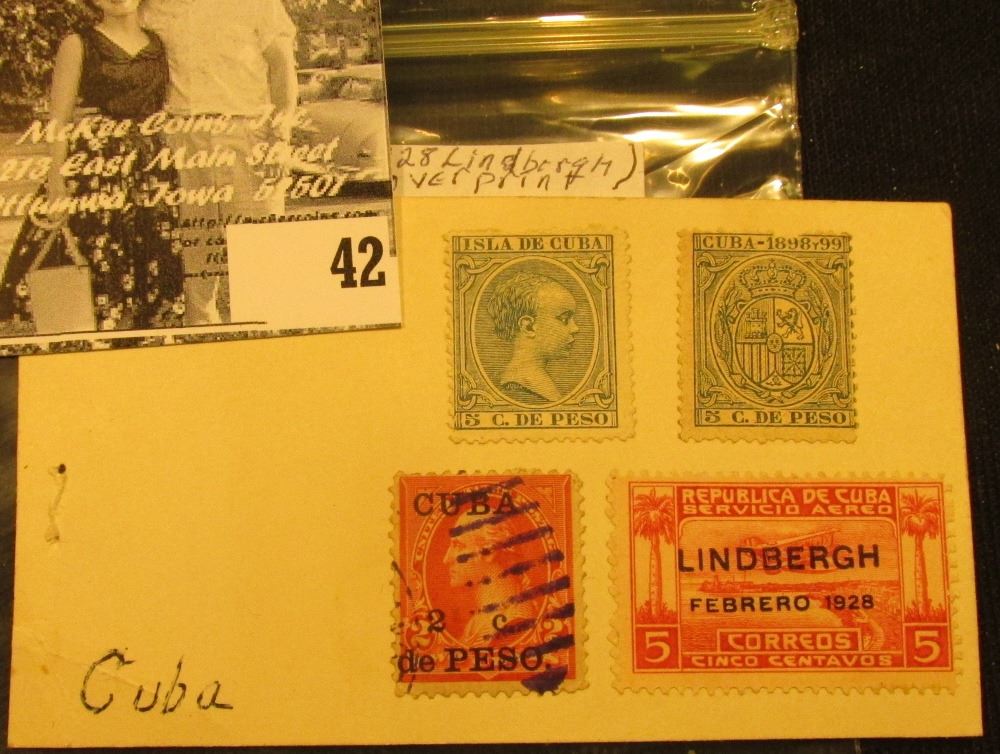 McKee Coins, Inc.
213 East Main Street
Iowa 52501
42
28 Lindbergh)
verprint)
ISLA DE CUBA
5 C. DE PESO
CUBA-1898 Y 99
5 C. DE PESO
CUBA
2 c.
de PESO.
REPUBLICA DE CUBA
SERVICIO AEREO
LINDBERGH
FEBRERO 1928
5 CORREOS 5
CINCO CENTAVOS
Cuba